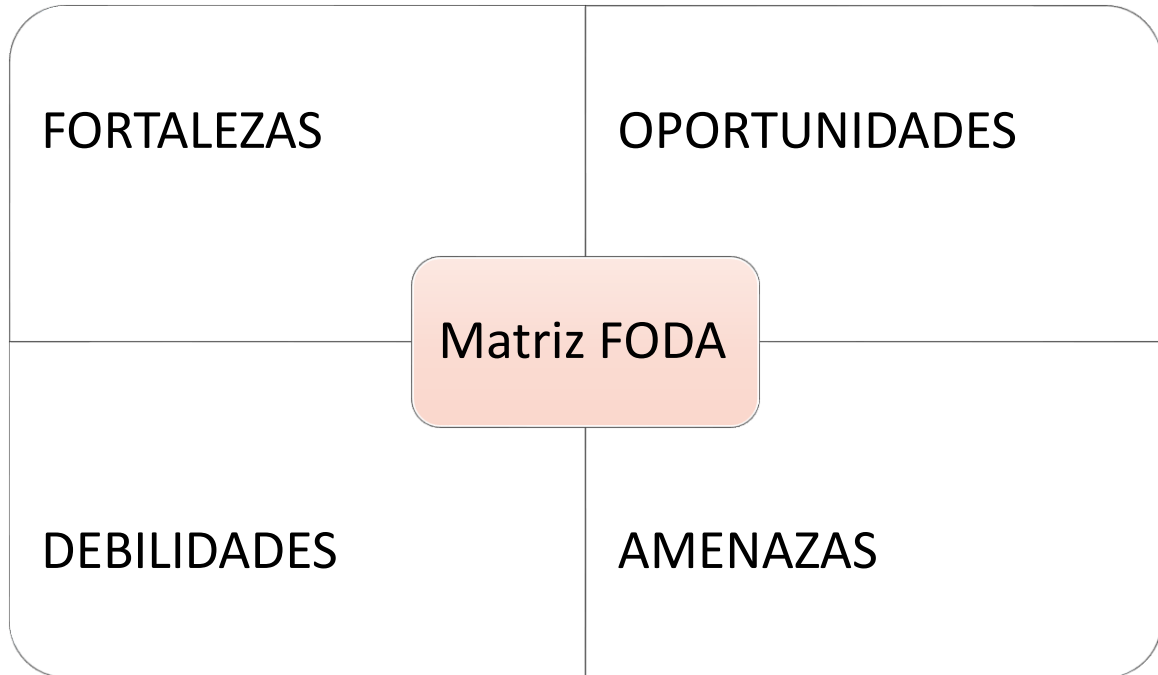 FORTALEZAS
OPORTUNIDADES
Matriz FODA
DEBILIDADES
AMENAZAS